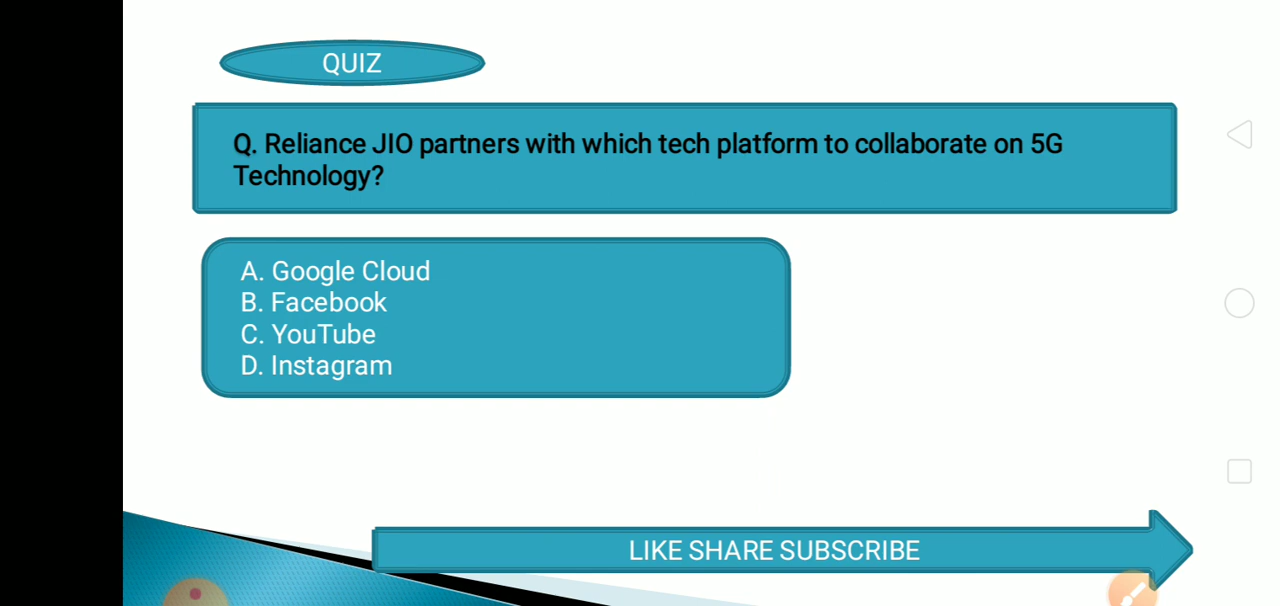 QUIZ
Q. Reliance JIO partners with which tech platform to collaborate on 5G
Technology?
A. Google Cloud
B. Facebook
C. YouTube
D. Instagram
LIKE SHARE SUBSCRIBE